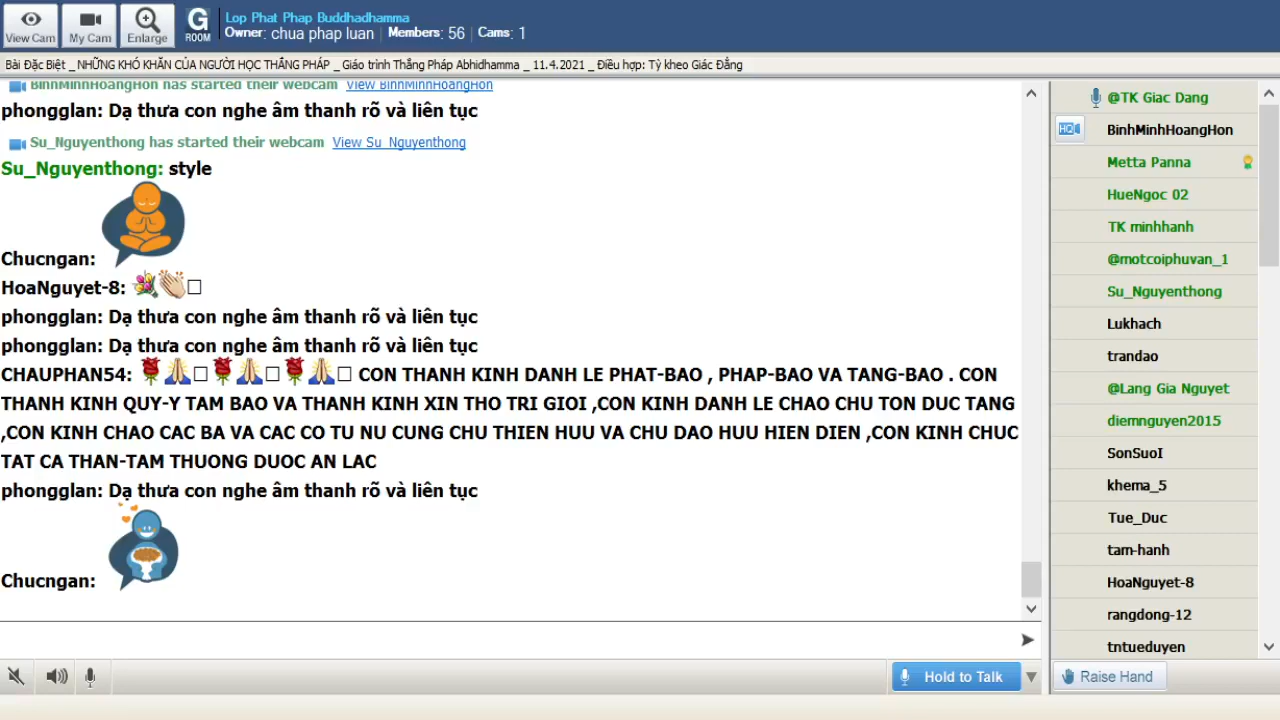 View Cam
My Cam
Enlarge
G
ROOM
Lop Phat Phap Buddhadhamma
Owner: chua phap luan | Members: 56 | Cams: 1
Bài Đặc Biệt _ NHỮNG KHÓ KHĂN CỦA NGƯỜI HỌC THẮNG PHÁP _ Giáo trình Thắng Pháp Abhidhamma _ 11.4.2021 _ Điều hợp: Tỳ kheo Giác Đẳng
BinhMinhHoangHon has started their webcam View BinhMinhHoangHon
phongglan: Dạ thưa con nghe âm thanh rõ và liên tục
Su_Nguyenthong has started their webcam View Su_Nguyenthong
Su_Nguyenthong: style
Chucngan:
HoaNguyet-8: 💐👏□
phongglan: Dạ thưa con nghe âm thanh rõ và liên tục
phongglan: Dạ thưa con nghe âm thanh rõ và liên tục
CHAUPHAN54: 🌹🙏□🌹🙏□🌹🙏□ CON THANH KINH DANH LE PHAT-BAO , PHAP-BAO VA TANG-BAO . CON
THANH KINH QUY-Y TAM BAO VA THANH KINH XIN THO TRI GIOI ,CON KINH DANH LE CHAO CHU TON DUC TANG
,CON KINH CHAO CAC BA VA CAC CO TU NU CUNG CHU THIEN HUU VA CHU DAO HUU HIEN DIEN ,CON KINH CHUC
TAT CA THAN-TAM THUONG DUOC AN LAC
phongglan: Dạ thưa con nghe âm thanh rõ và liên tục
Chucngan:
Hold to Talk
@TK Giac Dang
HQ BinhMinhHoangHon
Metta Panna
HueNgoc 02
TK minhhanh
@motcoiphuvan_1
Su_Nguyenthong
Lukhach
trandao
@Lang Gia Nguyet
diemnguyen2015
SonSuoI
khema_5
Tue_Duc
tam-hanh
HoaNguyet-8
rangdong-12
tntueduyen
Raise Hand